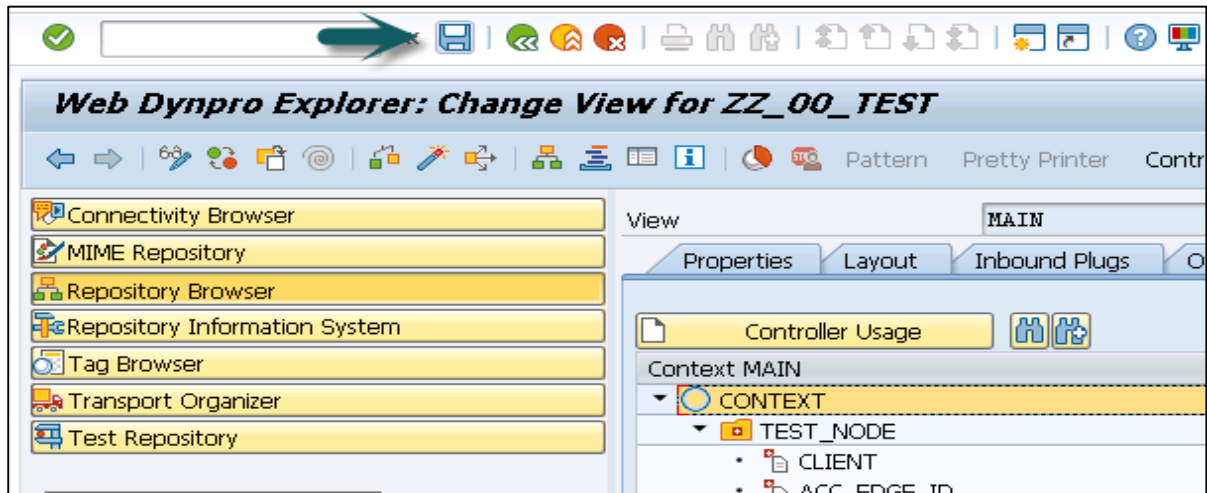 Web Dynpro Explorer: Change View for ZZ_00_TEST
Pattern Pretty Printer Contr
Connectivity Browser
MIME Repository
Repository Browser
Repository Information System
Tag Browser
Transport Organizer
Test Repository
View MAIN
Properties Layout Inbound Plugs O
Controller Usage
Context MAIN
CONTEXT
TEST_NODE
CLIENT
ACC_EDGE_ID